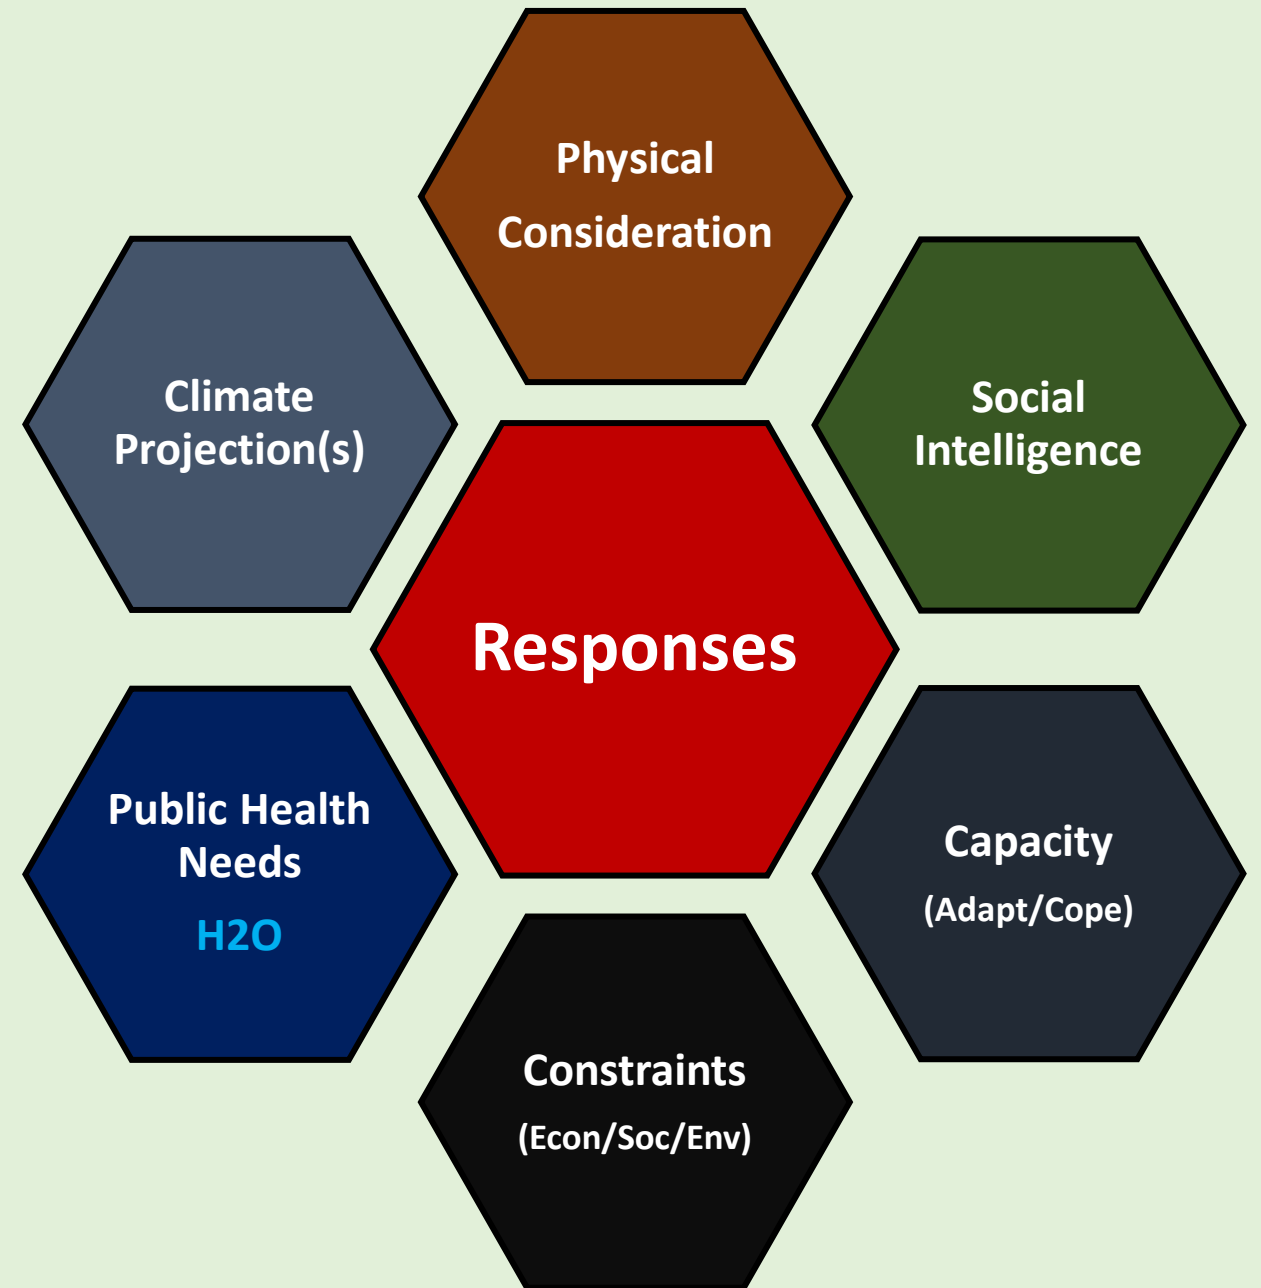 Physical
Consideration
Climate
Projection(s)
Social
Intelligence
Responses
Public Health
Needs
H2O
Capacity
(Adapt/Cope)
Constraints
(Econ/Soc/Env)